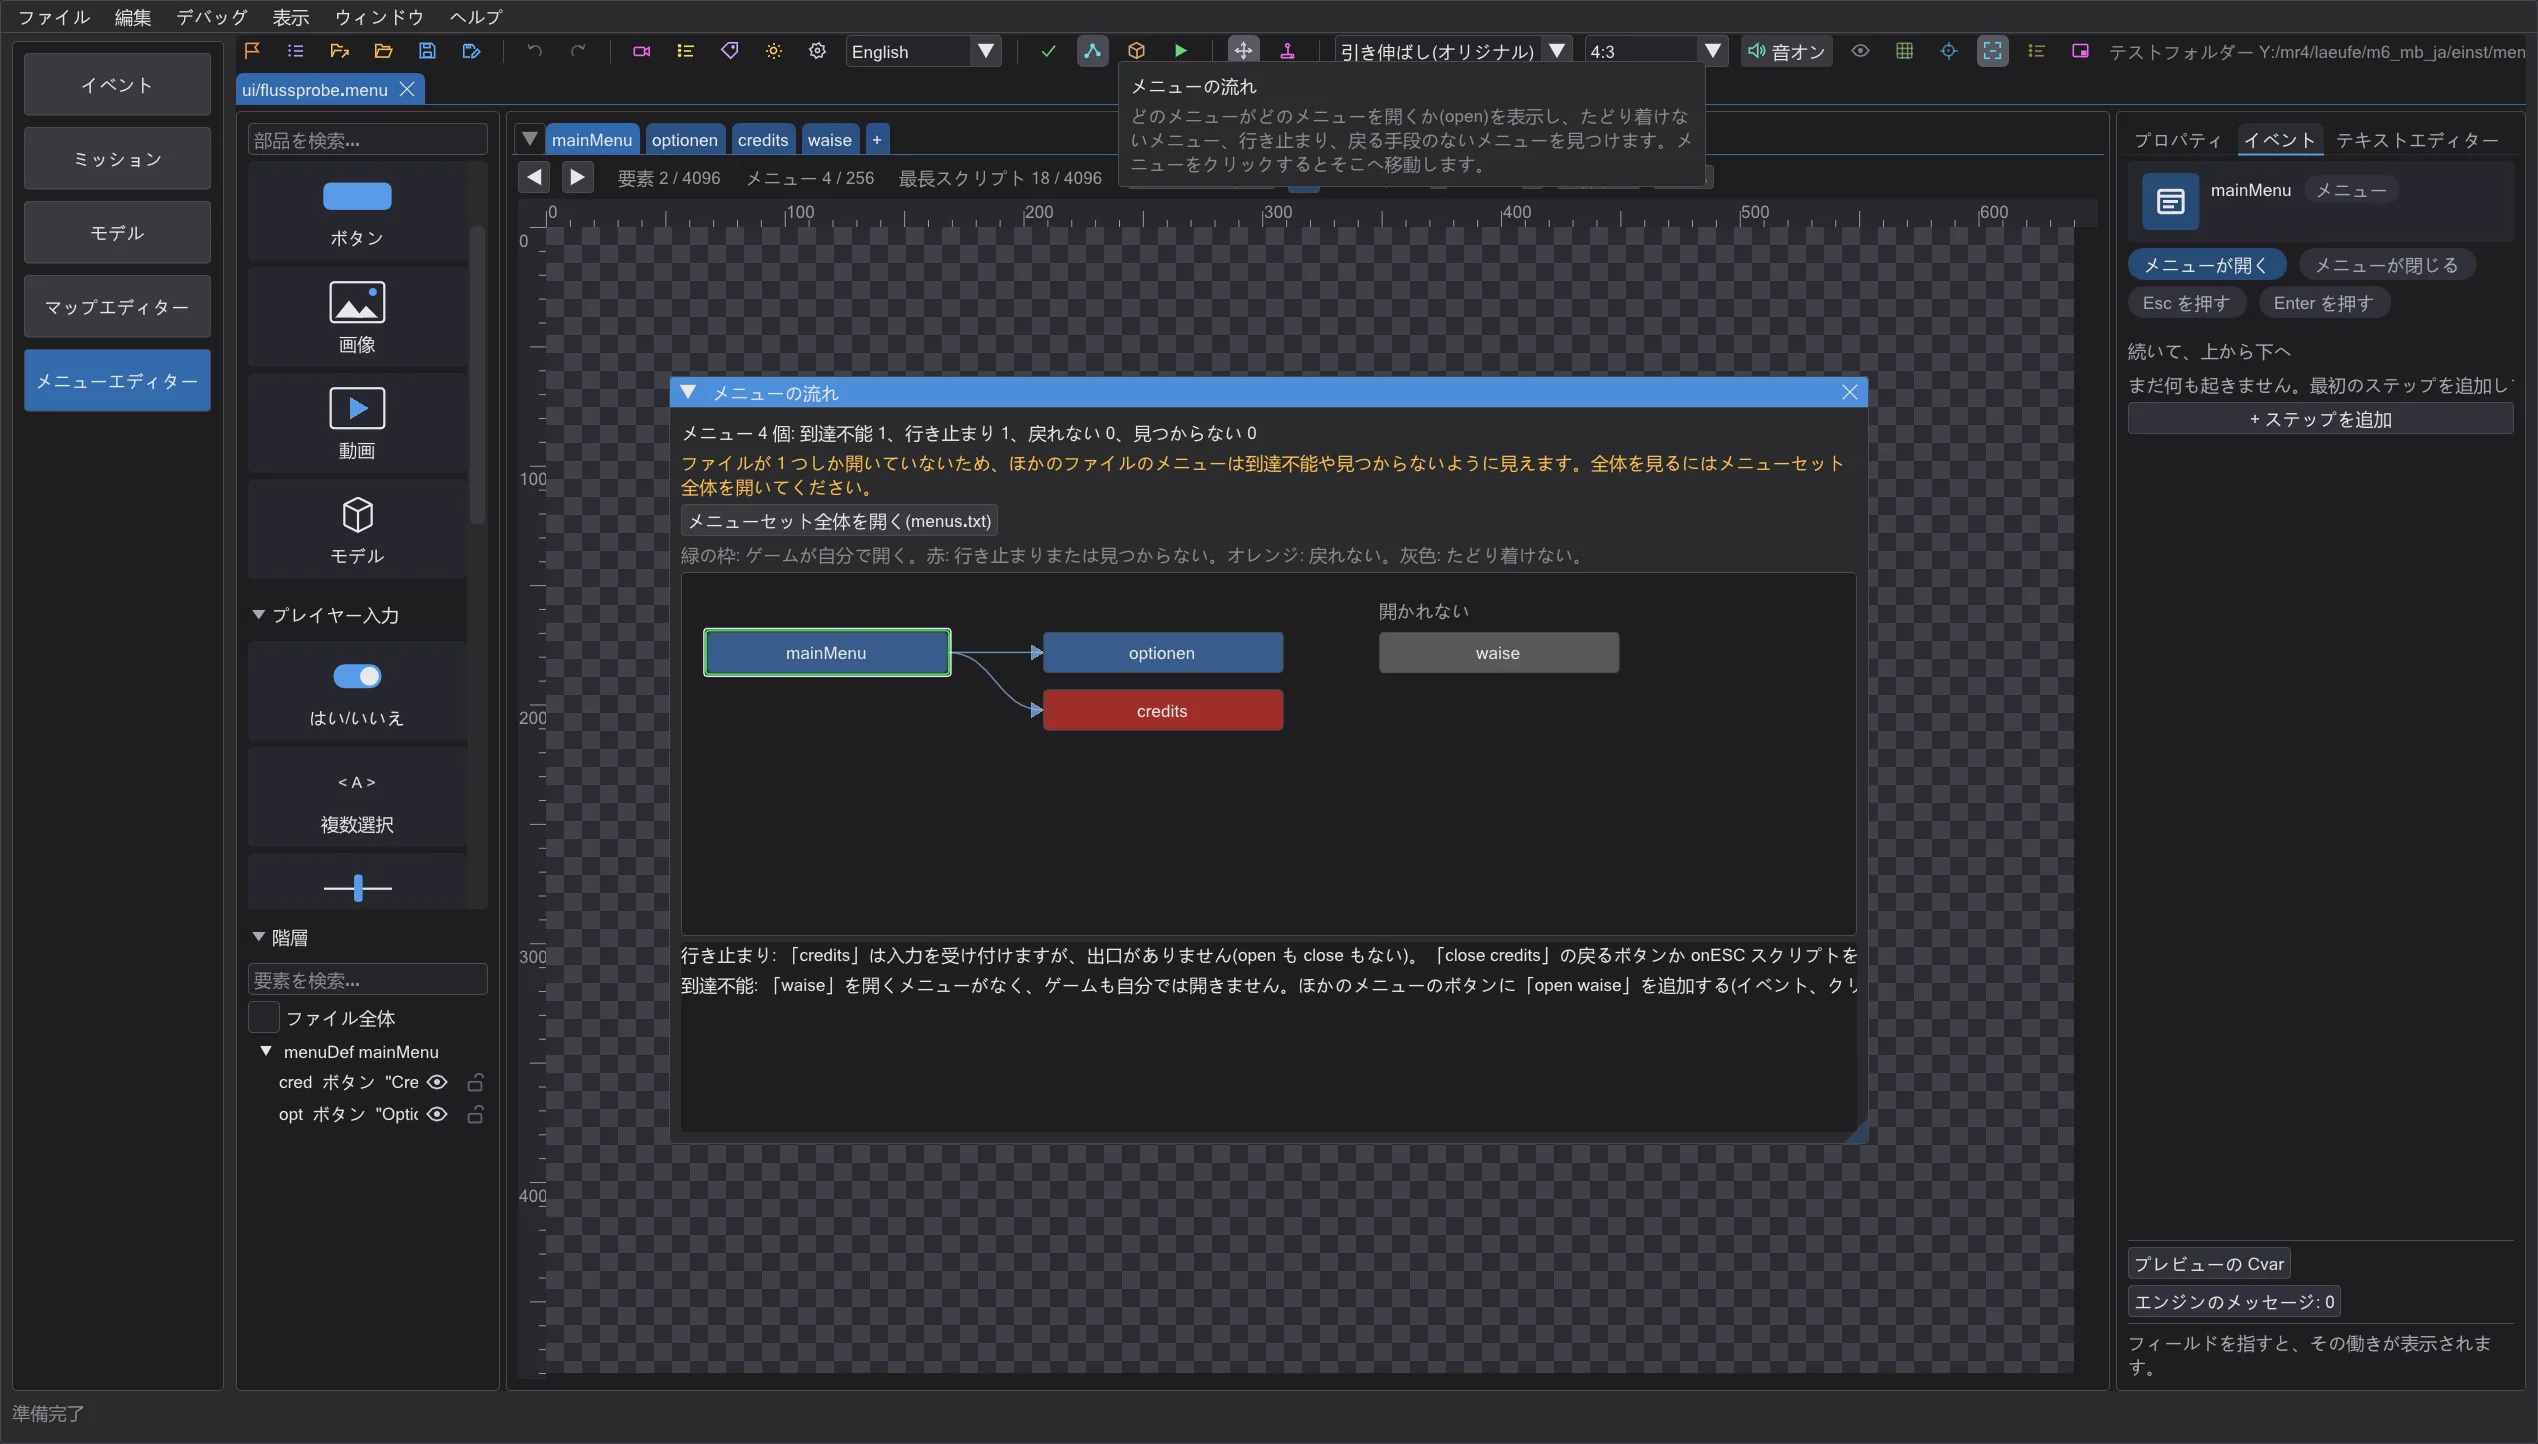 ファイル 編集 デバッグ 表示 ウィンドウ ヘルプ
イベント
ミッション
モデル
マップエディター
メニューエディター
English
引き伸ばし(オリジナル)
4:3
音オン
テストフォルダー Y:/mr4/laeufe/m6_mb_ja/einst/men
ui/flussprobe.menu
メニューの流れ
どのメニューがどのメニューを開くか(open)を表示し、たどり着けな
いメニュー、行き止まり、戻る手段のないメニューを見つけます。メ
ニューをクリックするとそこへ移動します。
部品を検索...
ボタン
画像
動画
モデル
プレイヤー入力
はい/いいえ
< A >
複数選択
階層
要素を検索...
ファイル全体
menuDef mainMenu
cred ボタン "Cre
opt ボタン "Optic
mainMenu optionen credits waise +
要素 2 / 4096 メニュー 4 / 256 最長スクリプト 18 / 4096
0 100 200 300 400 500 600
0
100
200
300
400
メニューの流れ
メニュー 4 個: 到達不能 1、行き止まり 1、戻れない 0、見つからない 0
ファイルが 1 つしか開いていないため、ほかのファイルのメニューは到達不能や見つからないように見えます。全体を見るにはメニューセット
全体を開いてください。
メニューセット全体を開く(menus.txt)
緑の枠: ゲームが自分で開く。赤: 行き止まりまたは見つからない。オレンジ: 戻れない。灰色: たどり着けない。
開かれない
mainMenu optionen waise
credits
行き止まり: 「credits」は入力を受け付けますが、出口がありません(open も close もない)。「close credits」の戻るボタンか onESC スクリプトを
到達不能: 「waise」を開くメニューがなく、ゲームも自分では開きません。ほかのメニューのボタンに「open waise」を追加する(イベント、クリ
プロパティ イベント テキストエディター
mainMenu メニュー
メニューが開く メニューが閉じる
Esc を押す Enter を押す
続いて、上から下へ
まだ何も起きません。最初のステップを追加し
+ ステップを追加
プレビューの Cvar
エンジンのメッセージ: 0
フィールドを指すと、その働きが表示されま
す。
準備完了